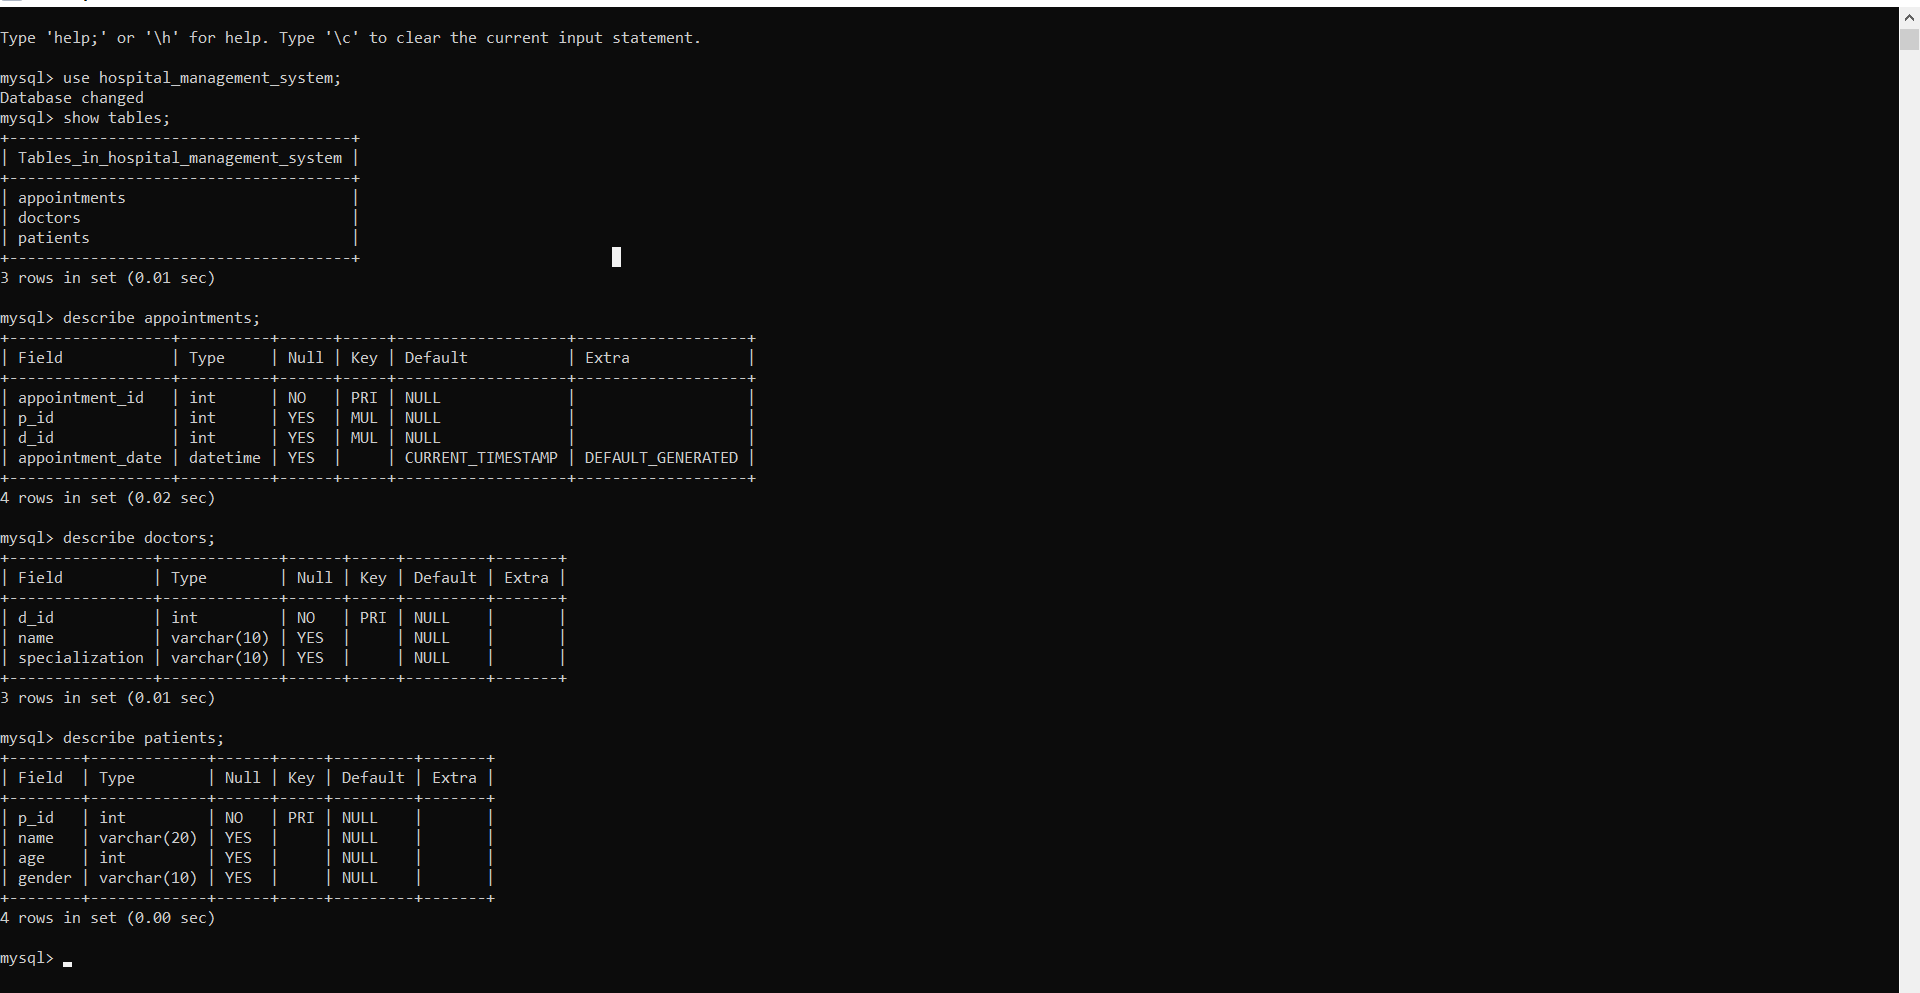 Type 'help;' or '\h' for help. Type '\c' to clear the current input statement.

mysql> use hospital_management_system;
Database changed
mysql> show tables;
+--------------------------------------+
| Tables_in_hospital_management_system |
+--------------------------------------+
| appointments                         |
| doctors                              |
| patients                             |
+--------------------------------------+
3 rows in set (0.01 sec)

mysql> describe appointments;
+------------------+----------+------+-----+-------------------+-------------------+
| Field            | Type     | Null | Key | Default           | Extra             |
+------------------+----------+------+-----+-------------------+-------------------+
| appointment_id   | int      | NO   | PRI | NULL              |                   |
| p_id             | int      | YES  | MUL | NULL              |                   |
| d_id             | int      | YES  | MUL | NULL              |                   |
| appointment_date | datetime | YES  |     | CURRENT_TIMESTAMP | DEFAULT_GENERATED |
+------------------+----------+------+-----+-------------------+-------------------+
4 rows in set (0.02 sec)

mysql> describe doctors;
+----------------+-------------+------+-----+---------+-------+
| Field          | Type        | Null | Key | Default | Extra |
+----------------+-------------+------+-----+---------+-------+
| d_id           | int         | NO   | PRI | NULL    |       |
| name           | varchar(10) | YES  |     | NULL    |       |
| specialization | varchar(10) | YES  |     | NULL    |       |
+----------------+-------------+------+-----+---------+-------+
3 rows in set (0.01 sec)

mysql> describe patients;
+--------+-------------+------+-----+---------+-------+
| Field  | Type        | Null | Key | Default | Extra |
+--------+-------------+------+-----+---------+-------+
| p_id   | int         | NO   | PRI | NULL    |       |
| name   | varchar(20) | YES  |     | NULL    |       |
| age    | int         | YES  |     | NULL    |       |
| gender | varchar(10) | YES  |     | NULL    |       |
+--------+-------------+------+-----+---------+-------+
4 rows in set (0.00 sec)

mysql>